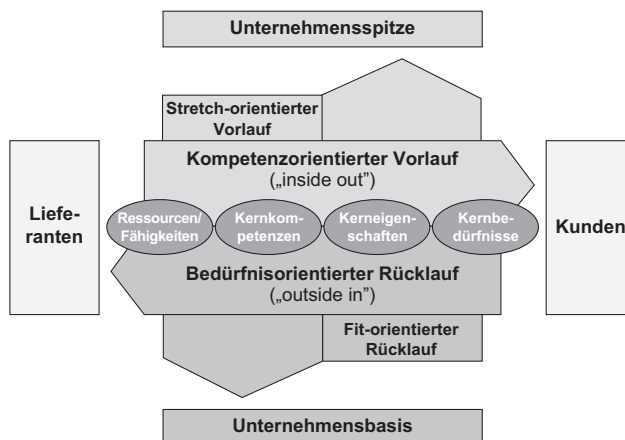 Unternehmensspitze
Stretch-orientierter
Vorlauf
Kompetenzorientierter Vorlauf
(„inside out”)
Liefe-
ranten
Ressourcen/
Fähigkeiten
Kernkom-
petenzen
Kerneigen-
schaften
Kernbe-
dürfnisse
Kunden
Bedürfnisorientierter Rücklauf
(„outside in”)
Fit-orientierter
Rücklauf
Unternehmensbasis